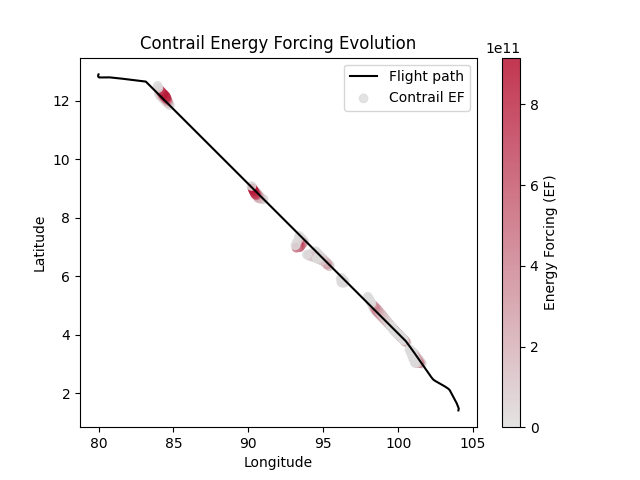 Contrail Energy Forcing Evolution
1e11
Flight path
Contrail EF
12
10
8
6
4
2
Latitude
80
85
90
95
100
105
Longitude
8
6
4
2
0
Energy Forcing (EF)